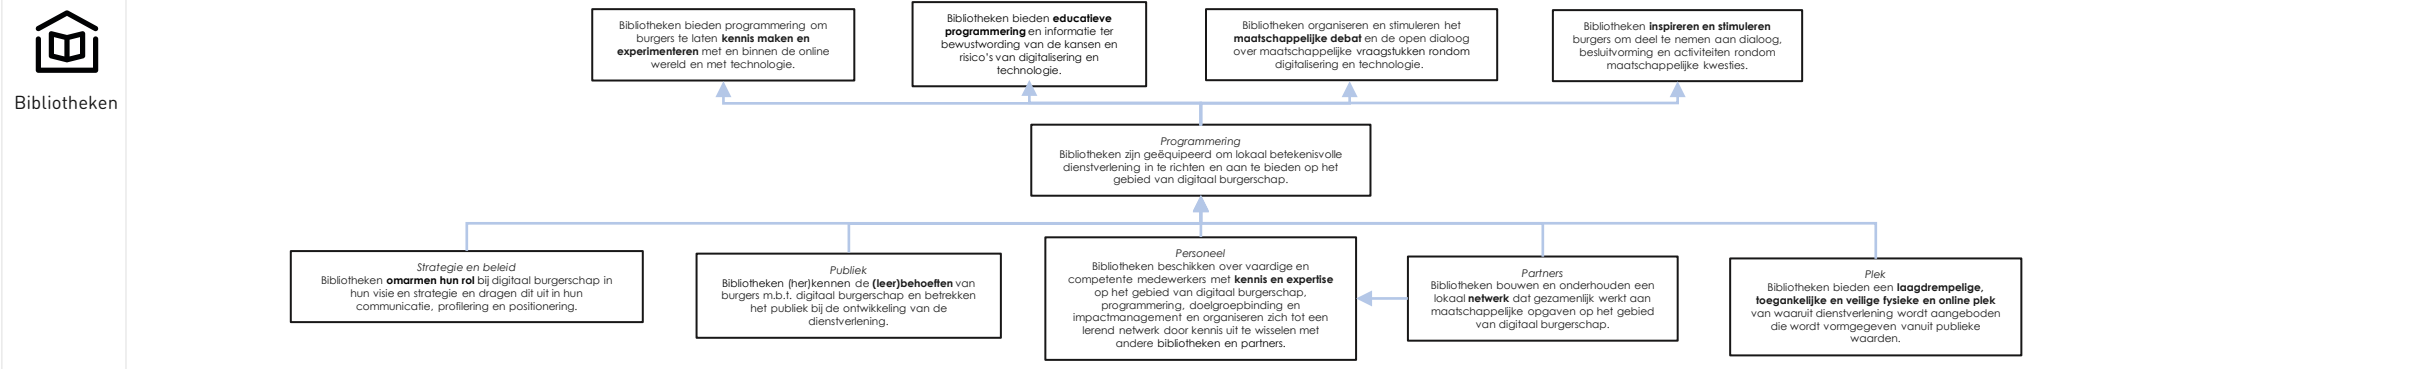 Bibliotheken
Bibliotheken bieden programmering om
burgers te laten kennis maken en
experimenteren met en binnen de online
wereld en met technologie.
Bibliotheken bieden educatieve
programmering en informatie ter
bewustwording van de kansen en
risico's van digitalisering en
technologie.
Bibliotheken organiseren en stimuleren het
maatschappelijke debat en de open dialoog
over maatschappelijke vraagstukken rondom
digitalisering en technologie.
Bibliotheken inspireren en stimuleren
burgers om deel te nemen aan dialoog,
besluitvorming en activiteiten rondom
maatschappelijke kwesties.
Programmering
Bibliotheken zijn geëquipeerd om lokaal betekenisvolle
dienstverlening in te richten en aan te bieden op het
gebied van digitaal burgerschap.
Strategie en beleid
Bibliotheken omarmen hun rol bij digitaal burgerschap in
hun visie en strategie en dragen dit uit in hun
communicatie, profilering en positionering.
Publiek
Bibliotheken (her)kennen de (leer)behoeften van
burgers m.b.t. digitaal burgerschap en betrekken
het publiek bij de ontwikkeling van de
dienstverlening.
Personeel
Bibliotheken beschikken over vaardige en
competente medewerkers met kennis en expertise
op het gebied van digitaal burgerschap,
programmering, doelgroepbinding en
impactmanagement en organiseren zich tot een
lerend netwerk door kennis uit te wisselen met
andere bibliotheken en partners.
Partners
Bibliotheken bouwen en onderhouden een
lokaal netwerk dat gezamenlijk werkt aan
maatschappelijke opgaven op het gebied
van digitaal burgerschap.
Plek
Bibliotheken bieden een laagdrempelige,
toegankelijke en veilige fysieke en online plek
van waaruit dienstverlening wordt aangeboden
die wordt vormgegeven vanuit publieke
waarden.